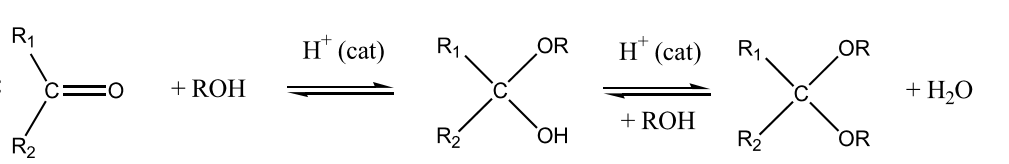 R₁
C
O
R₂
+ ROH
H⁺ (cat)
R₁
OR
C
R₂
OH
H⁺ (cat)
+ ROH
R₁
OR
C
R₂
OR
+ H₂O